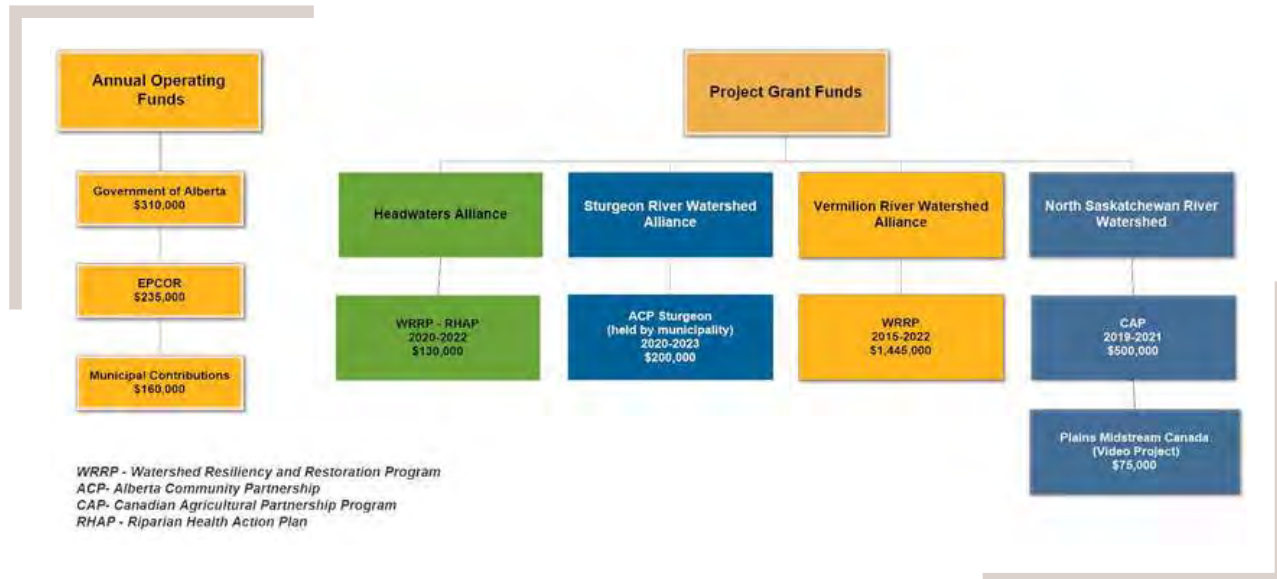 Annual Operating
Funds
Government of Alberta
$310,000
EPCOR
$235,000
Municipal Contributions
$160,000
Project Grant Funds
Headwaters Alliance
WRRP - RHAP
2020-2022
$130,000
Sturgeon River Watershed
Alliance
ACP Sturgeon
(held by municipality)
2020-2023
$200,000
Vermilion River Watershed
Alliance
WRRP
2015-2022
$1,445,000
North Saskatchewan River
Watershed
CAP
2019-2021
$500,000
Plains Midstream Canada
(Video Project)
$75,000
WRRP - Watershed Resiliency and Restoration Program
ACP- Alberta Community Partnership
CAP- Canadian Agricultural Partnership Program
RHAP - Riparian Health Action Plan